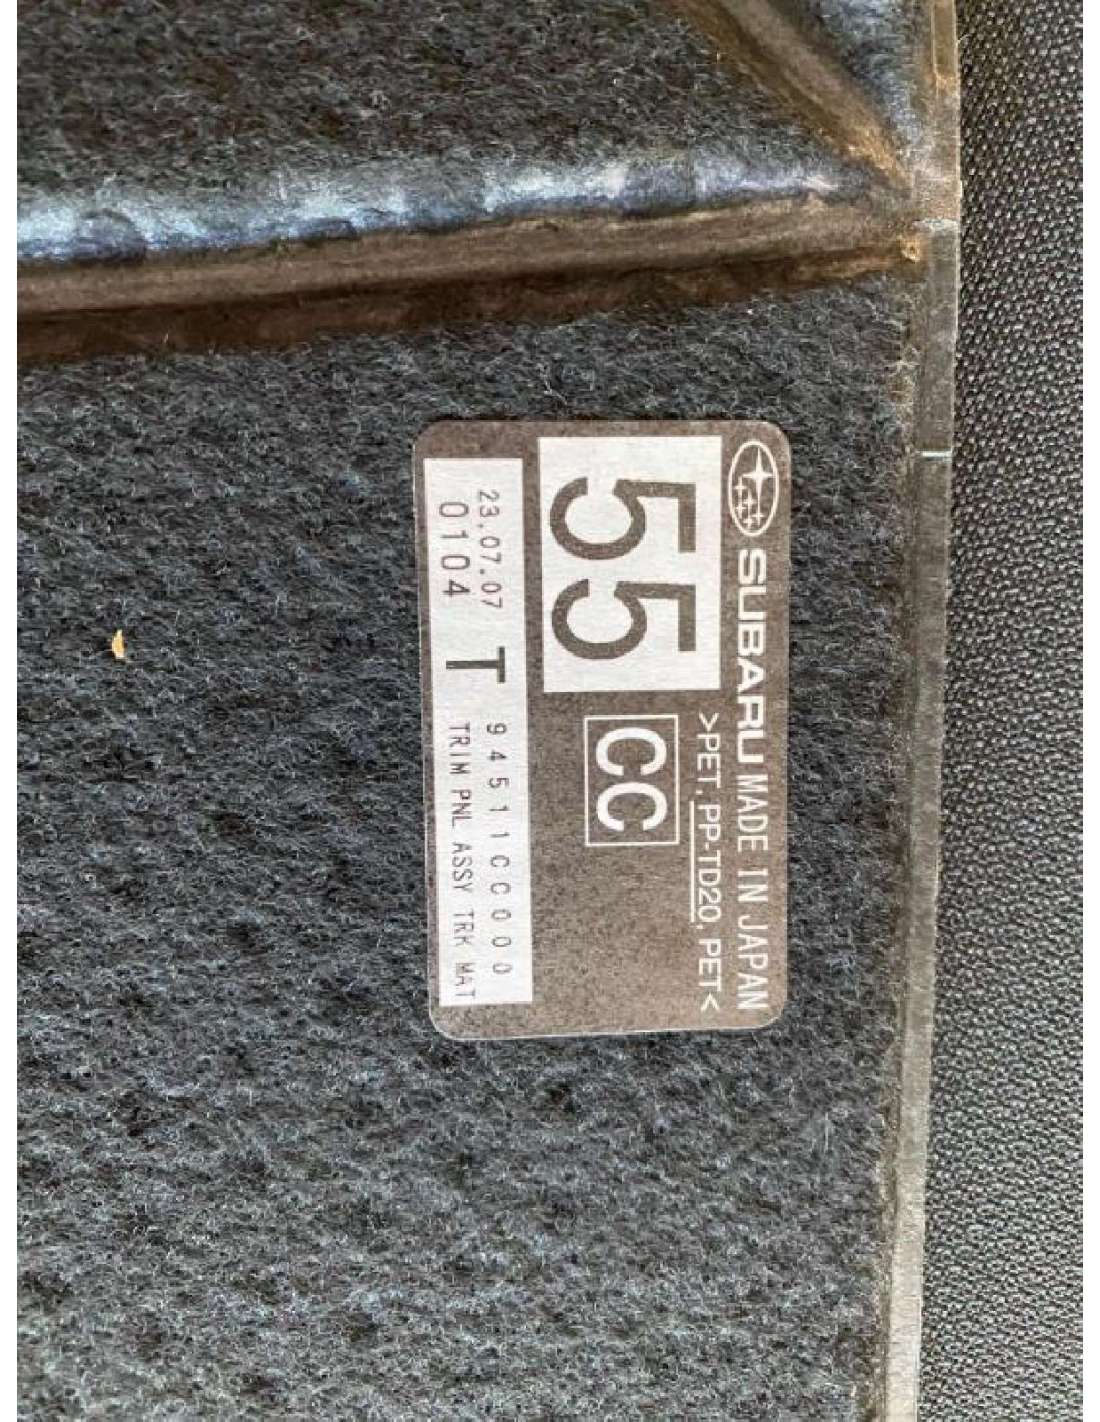 SUBARU MADE IN JAPAN
>PET, PP-TD20, PET<
55
CC
23.07.07
0104
T
94511CC000
TRIM PNL ASSY TRK MAT